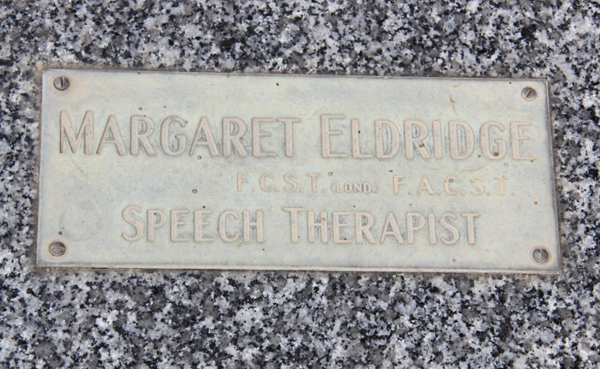 MARGARET ELDRIDGE
F.C.S.T. (LOND.) F.A.C.S.T.
SPEECH THERAPIST